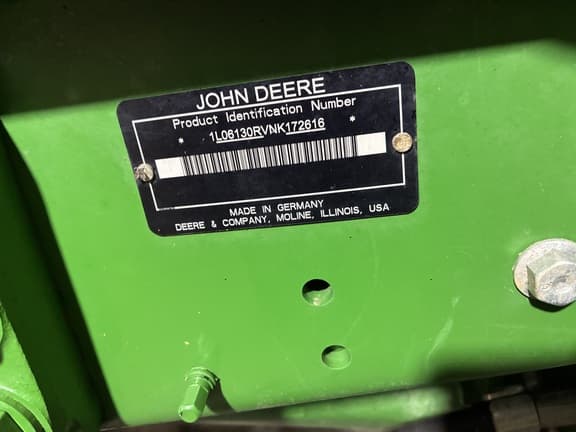 JOHN DEERE
Product Identification Number
* 1L06130RVNK172616 *
MADE IN GERMANY
DEERE & COMPANY, MOLINE, ILLINOIS, USA